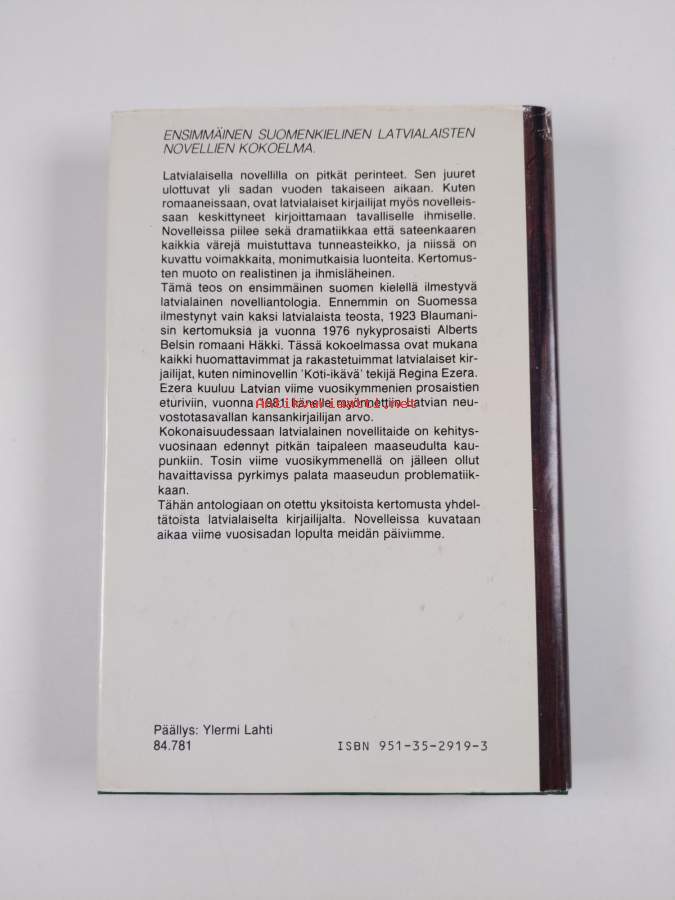 ENSIMMÄINEN SUOMENKIELINEN LATVIALAISTEN
NOVELLIEN KOKOELMA.
Latvialaisella novellilla on pitkät perinteet. Sen juuret
ulottuvat yli sadan vuoden takaiseen aikaan. Kuten
romaaneissaan, ovat latvialaiset kirjailijat myös novelleis-
saan keskittyneet kirjoittamaan tavalliselle ihmiselle.
Novelleissa piilee sekä dramatiikkaa että sateenkaaren
kaikkia värejä muistuttava tunneasteikko, ja niissä on
kuvattu voimakkaita, monimutkaisia luonteita. Kertomus-
ten muoto on realistinen ja ihmisläheinen.
Tämä teos on ensimmäinen suomen kielellä ilmestyvä
latvialainen novelliantologia. Ennemmin on Suomessa
ilmestynyt vain kaksi latvialaista teosta, 1923 Blaumani-
sin kertomuksia ja vuonna 1976 nykyprosaisti Alberts
Belsin romaani Häkki. Tässä kokoelmassa ovat mukana
kaikki huomattavimmat ja rakastetuimmat latvialaiset kir-
jailijat, kuten niminovellin 'Koti-ikävä' tekijä Regina Ezera.
Ezera kuuluu Latvian viime vuosikymmenien prosaistien
eturiviin, vuonna 1981 hänelle myönnettiin Latvian neu-
Antikvariaatti.net
vostotasavallan kansankirjailijan arvo.
Kokonaisuudessaan latvialainen novellitaide on kehitys-
vuosinaan edennyt pitkän taipaleen maaseudulta kau-
punkiin. Tosin viime vuosikymmenellä on jälleen ollut
havaittavissa pyrkimys palata maaseudun problematiik-
kaan.
Tähän antologiaan on otettu yksitoista kertomusta yhdel-
tätoista latvialaiselta kirjailijalta. Novelleissa kuvataan
aikaa viime vuosisadan lopulta meidän päiviimme.
Päällys: Ylermi Lahti
84.781
ISBN 951-35-2919-3